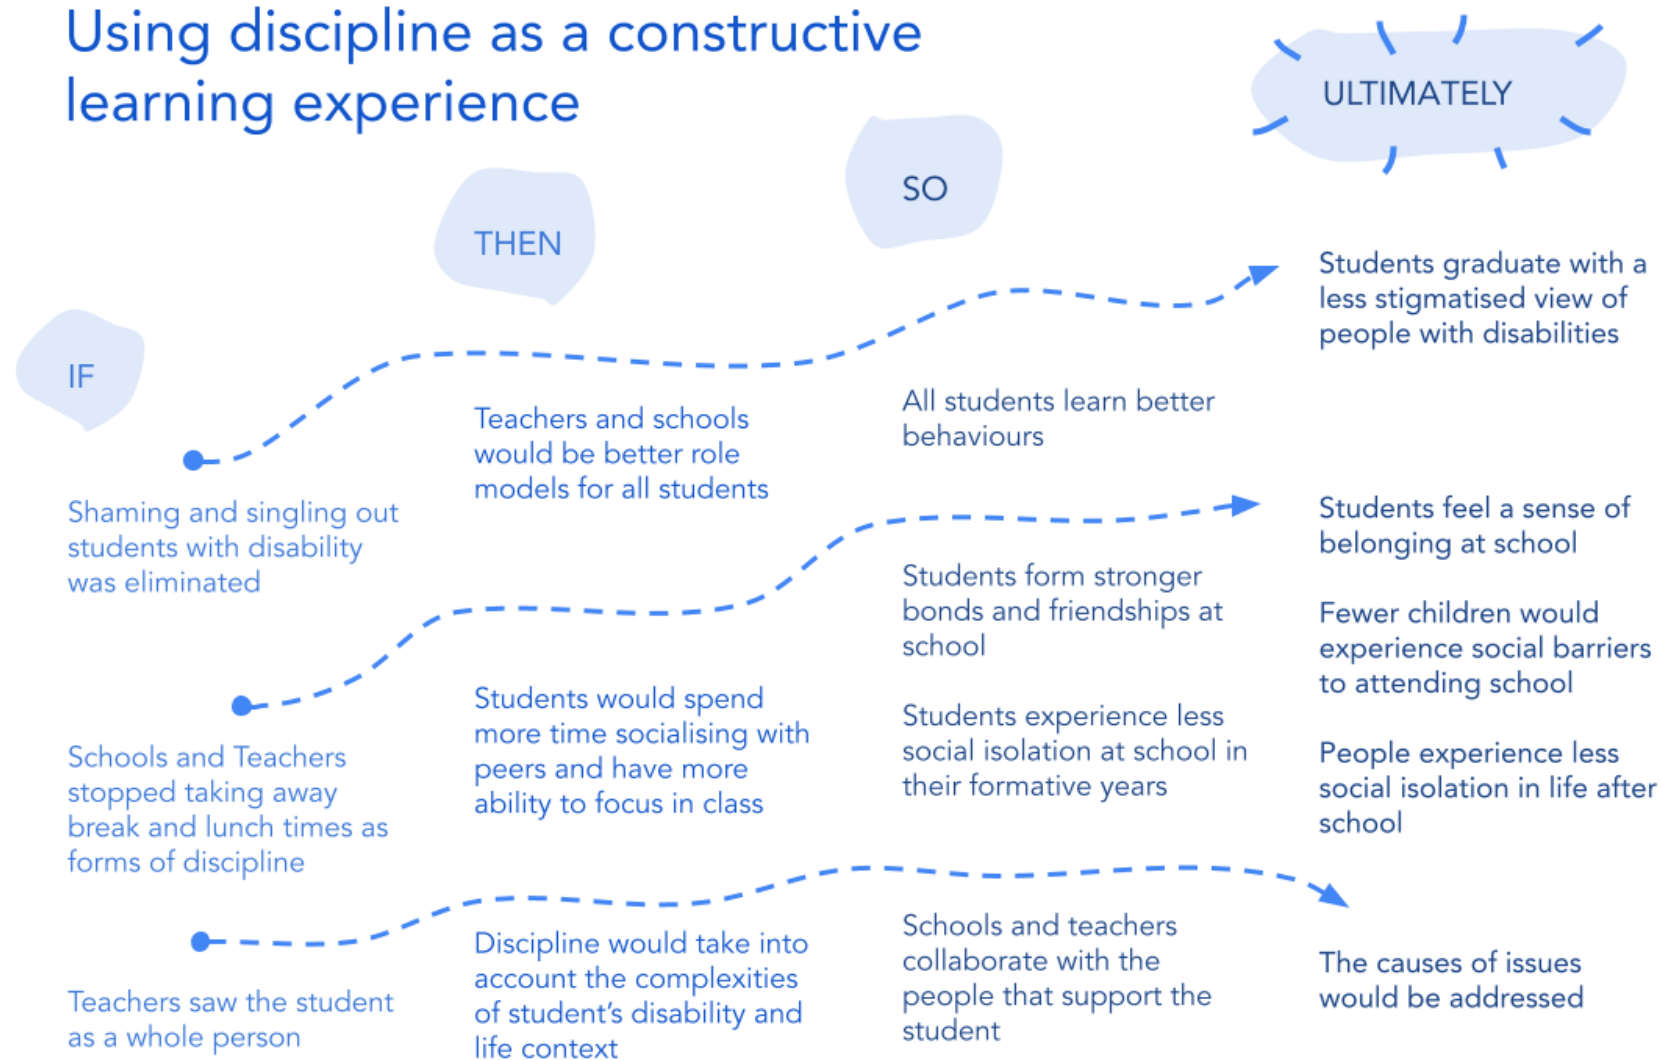 Using discipline as a constructive
learning experience
IF
THEN
SO
ULTIMATELY
Shaming and singling out
students with disability
was eliminated
Teachers and schools
would be better role
models for all students
All students learn better
behaviours
Students graduate with a
less stigmatised view of
people with disabilities
Schools and Teachers
stopped taking away
break and lunch times as
forms of discipline
Students would spend
more time socialising with
peers and have more
ability to focus in class
Students form stronger
bonds and friendships at
school
Students experience less
social isolation at school in
their formative years
Students feel a sense of
belonging at school
Fewer children would
experience social barriers
to attending school
People experience less
social isolation in life after
school
Teachers saw the student
as a whole person
Discipline would take into
account the complexities
of student's disability and
life context
Schools and teachers
collaborate with the
people that support the
student
The causes of issues
would be addressed